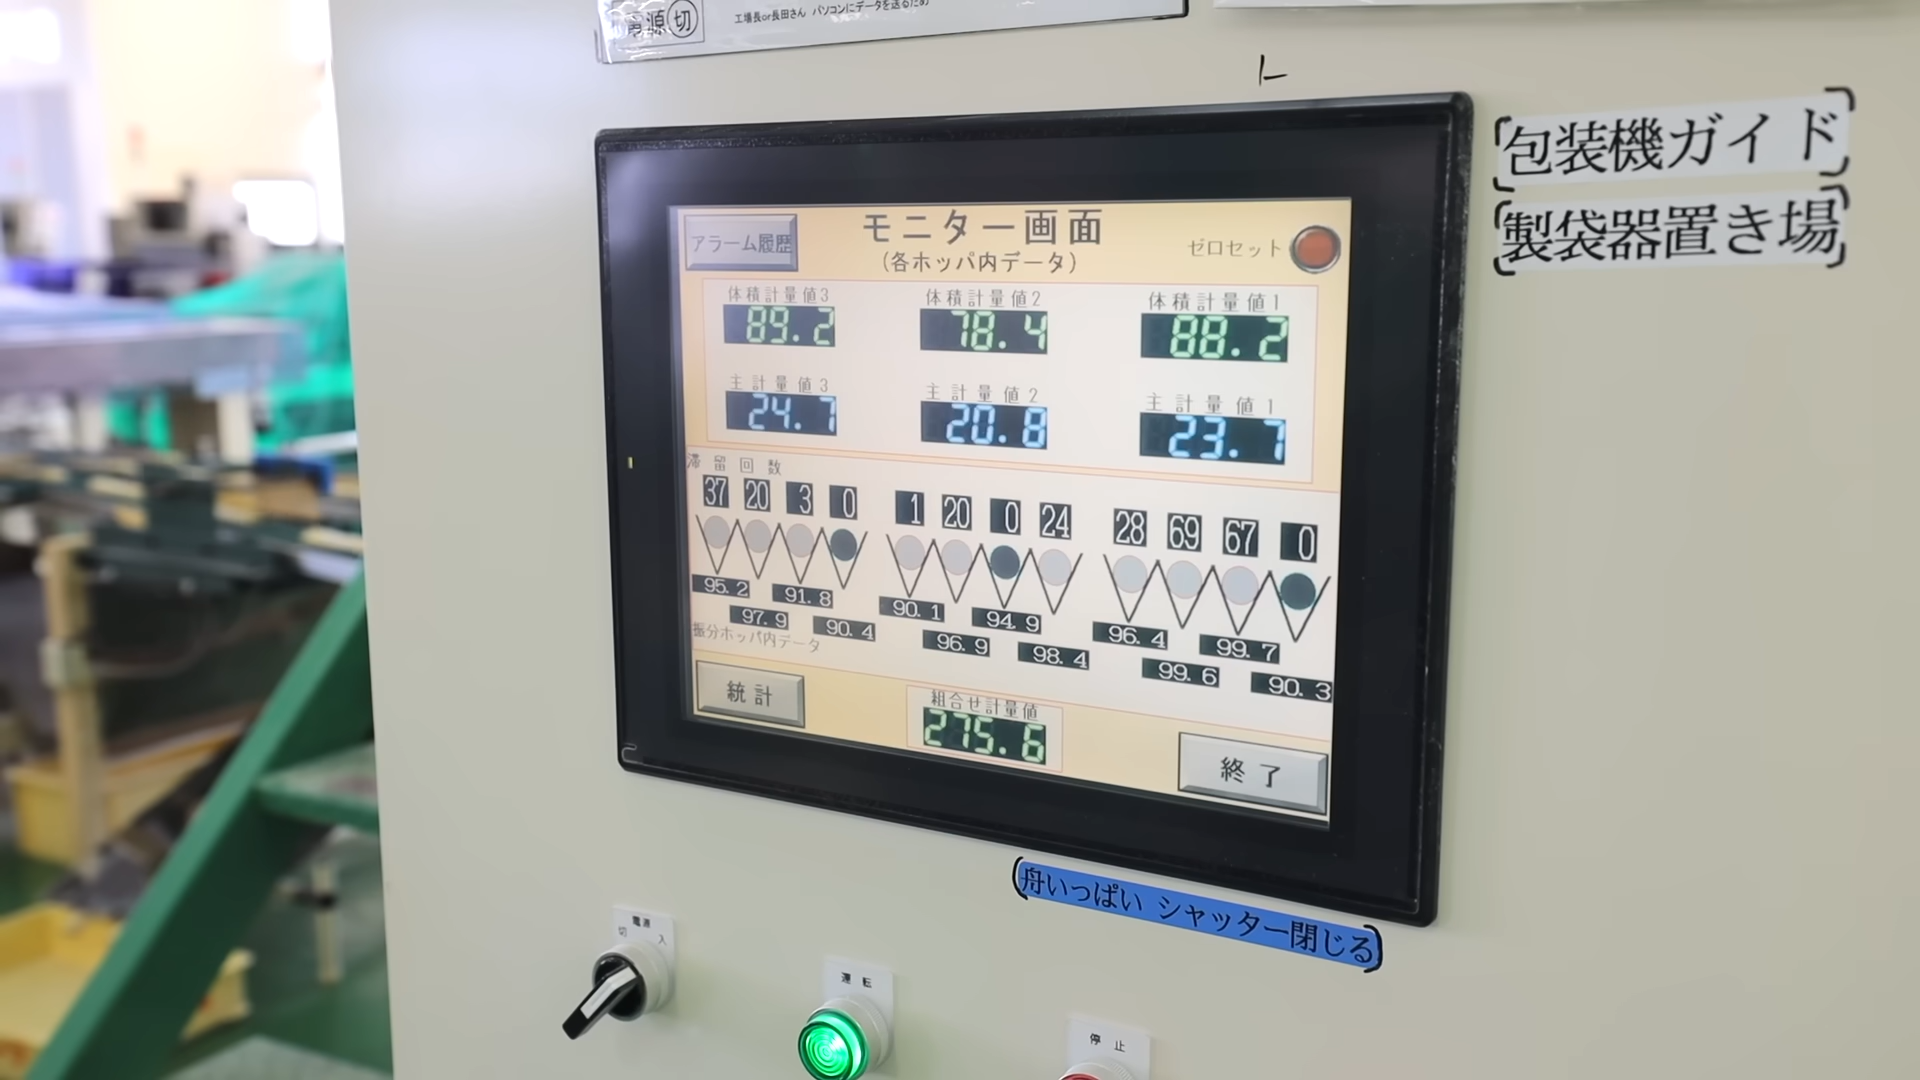 電源切
工場長or長田さん パソコンにデータを送るため
包装機ガイド
製袋器置き場
アラーム履歴
モニター画面
(各ホッパ内データ)
ゼロセット
体積計量値3 体積計量値2 体積計量値1
89.2 78.4 88.2
主計量値3 主計量値2 主計量値1
24.7 20.8 23.7
滞留回数
37 20 3 0 1 20 0 24 28 69 67 0
95.2 91.8 90.1 94.9 96.4 99.7
97.9 90.4 96.9 98.4 99.6 90.3
振分ホッパ内データ
統計
組合せ計量値
275.6
終了
舟いっぱい シャッター閉じる
電源
切 入
運転
停止